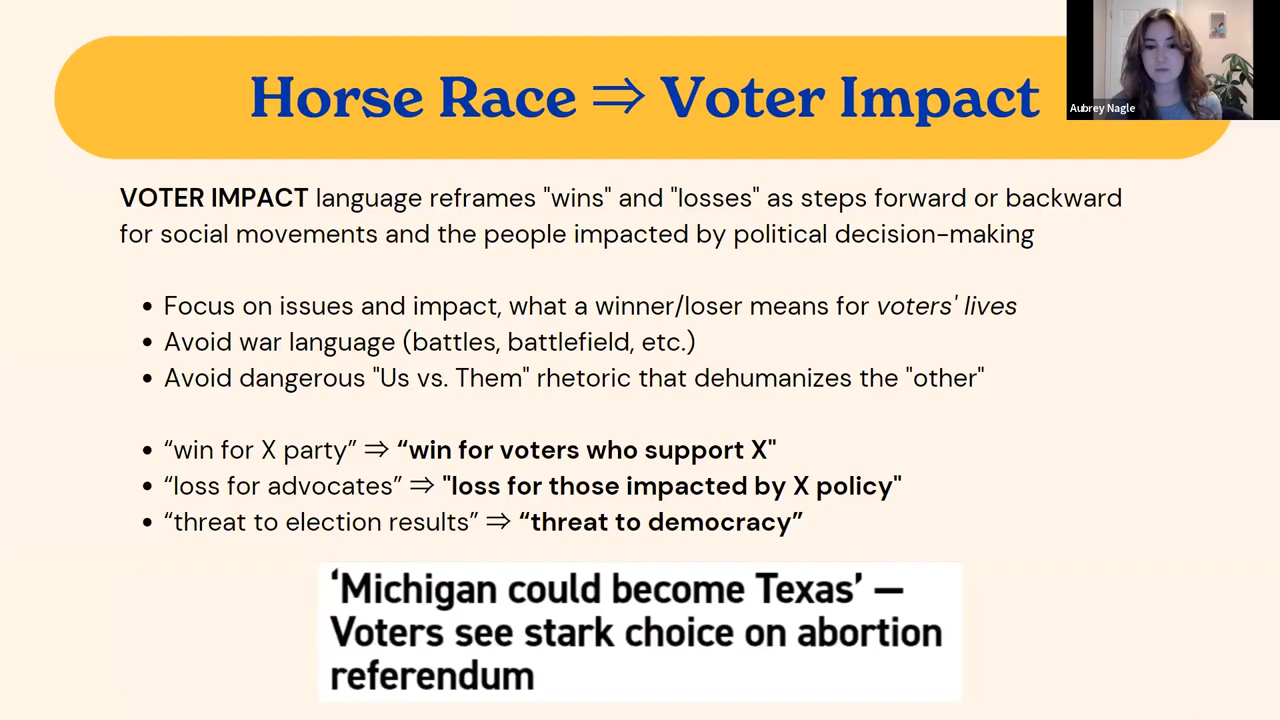 Horse Race ⇒ Voter Impact
Aubrey Nagle
VOTER IMPACT language reframes "wins" and "losses" as steps forward or backward
for social movements and the people impacted by political decision-making
• Focus on issues and impact, what a winner/loser means for voters' lives
• Avoid war language (battles, battlefield, etc.)
• Avoid dangerous "Us vs. Them" rhetoric that dehumanizes the "other"
• “win for X party” ⇒ “win for voters who support X"
• “loss for advocates” ⇒ "loss for those impacted by X policy"
• “threat to election results” ⇒ “threat to democracy”
‘Michigan could become Texas’ —
Voters see stark choice on abortion
referendum